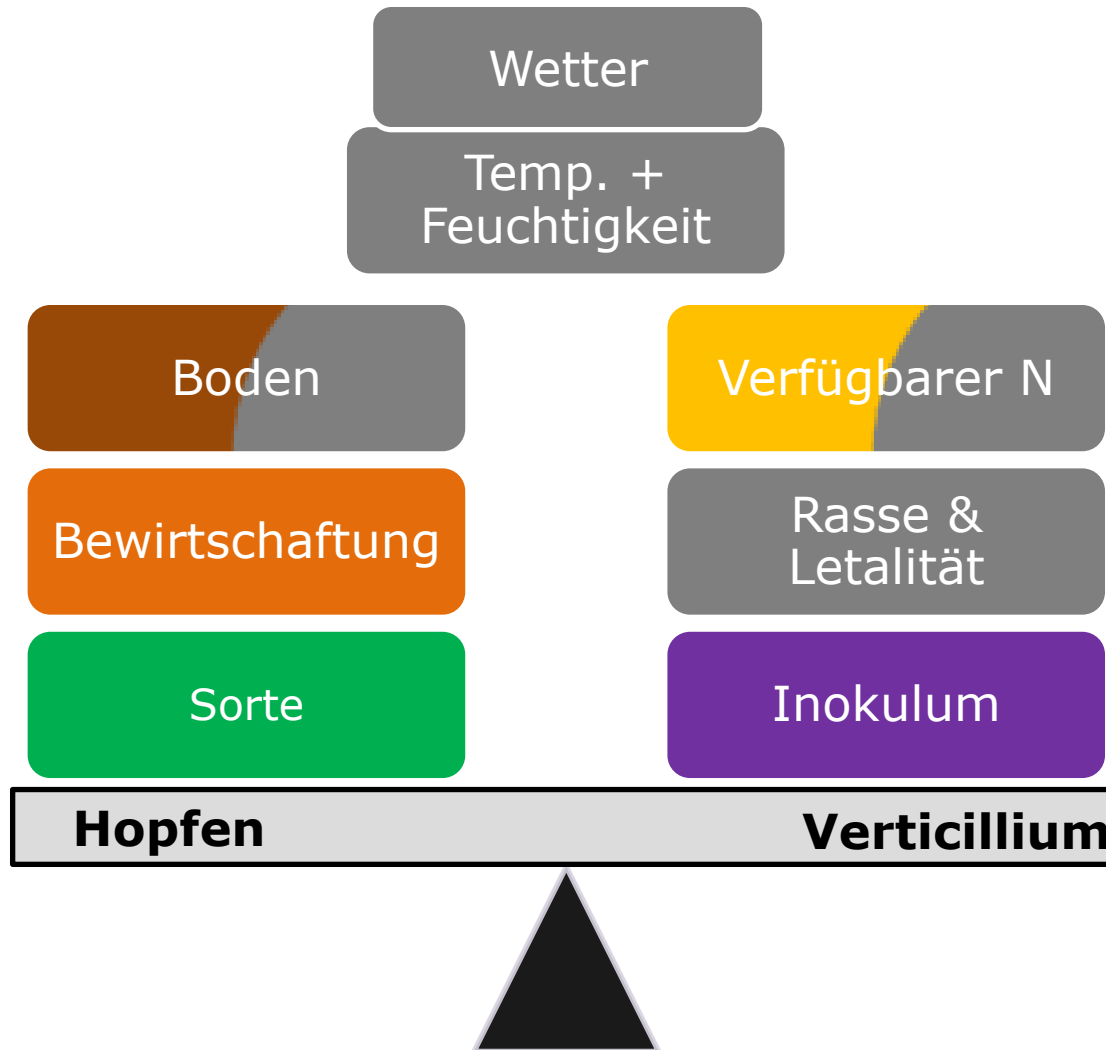 Wetter
Temp. +
Feuchtigkeit
Boden
Verfügbarer N
Bewirtschaftung
Rasse &
Letalität
Sorte
Inokulum
Hopfen
Verticillium